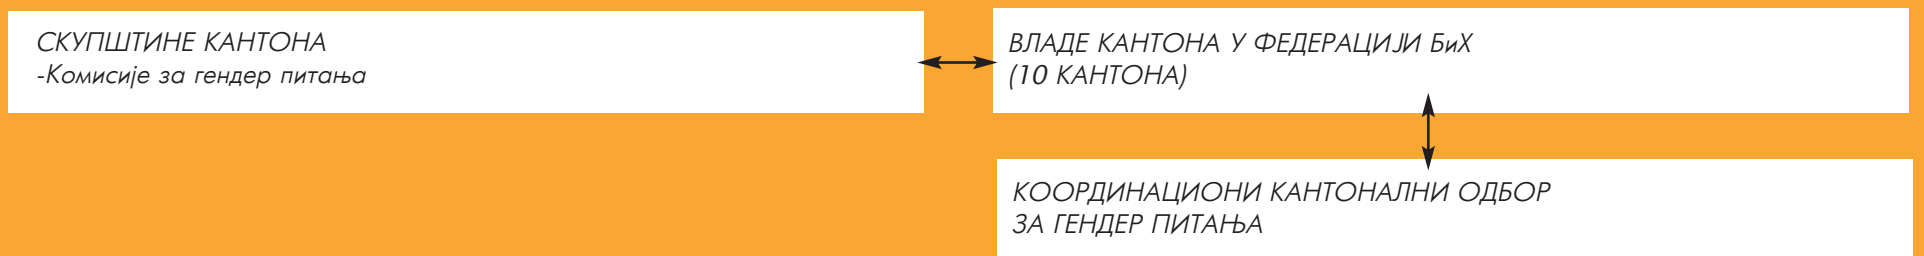 СКУПШТИНЕ КАНТОНА
-Комисије за гендер питања
ВЛАДЕ КАНТОНА У ФЕДЕРАЦИЈИ БиХ
(10 КАНТОНА)
КООРДИНАЦИОНИ КАНТОНАЛНИ ОДБОР
ЗА ГЕНДЕР ПИТАЊА